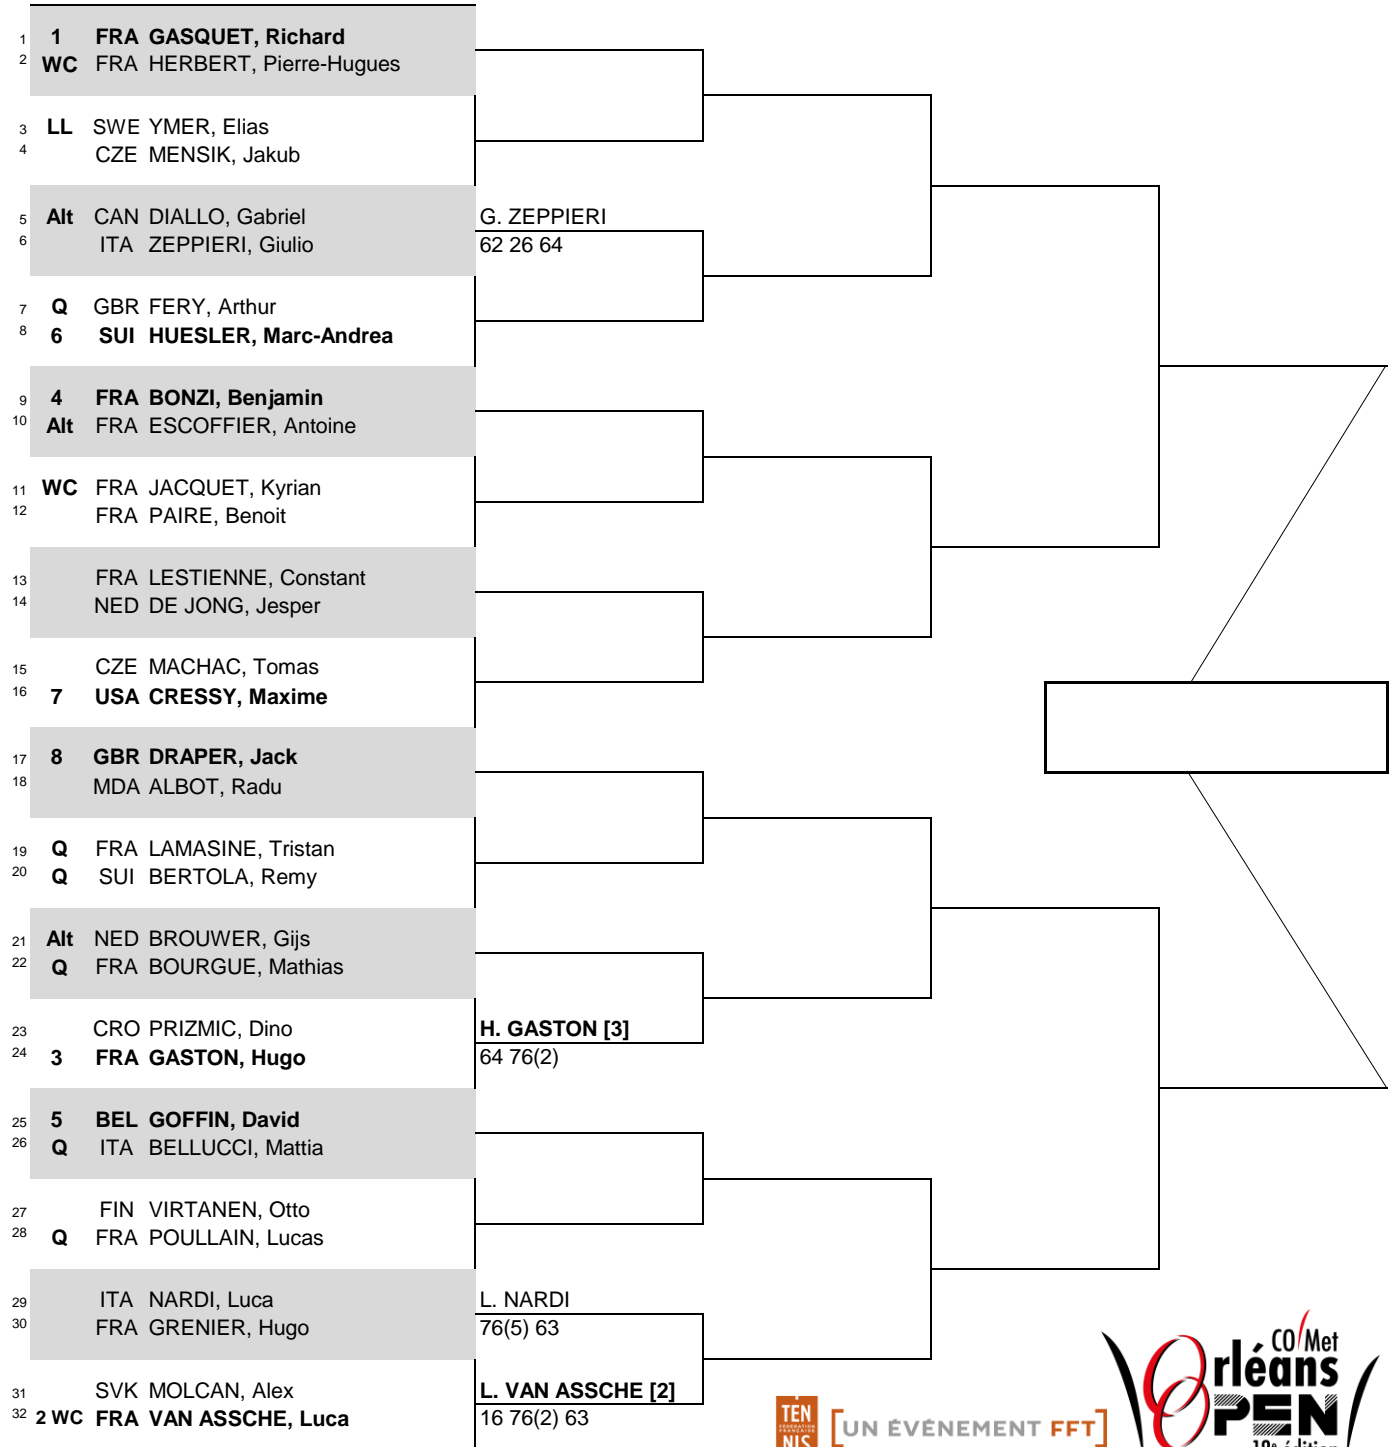 1 1 FRA GASQUET, Richard
2 WC FRA HERBERT, Pierre-Hugues
3 LL SWE YMER, Elias
4 CZE MENSIK, Jakub
5 Alt CAN DIALLO, Gabriel G. ZEPPIERI
6 ITA ZEPPIERI, Giulio 62 26 64
7 Q GBR FERY, Arthur
8 6 SUI HUESLER, Marc-Andrea
9 4 FRA BONZI, Benjamin
10 Alt FRA ESCOFFIER, Antoine
11 WC FRA JACQUET, Kyrian
12 FRA PAIRE, Benoit
13 FRA LESTIENNE, Constant
14 NED DE JONG, Jesper
15 CZE MACHAC, Tomas
16 7 USA CRESSY, Maxime
17 8 GBR DRAPER, Jack
18 MDA ALBOT, Radu
19 Q FRA LAMASINE, Tristan
20 Q SUI BERTOLA, Remy
21 Alt NED BROUWER, Gijs
22 Q FRA BOURGUE, Mathias
23 CRO PRIZMIC, Dino H. GASTON [3]
24 3 FRA GASTON, Hugo 64 76(2)
25 5 BEL GOFFIN, David
26 Q ITA BELLUCCI, Mattia
27 FIN VIRTANEN, Otto
28 Q FRA POULLAIN, Lucas
29 ITA NARDI, Luca L. NARDI
30 FRA GRENIER, Hugo 76(5) 63
31 SVK MOLCAN, Alex L. VAN ASSCHE [2]
32 2 WC FRA VAN ASSCHE, Luca 16 76(2) 63
TEN
FÉDÉRATION
FRANÇAISE
NIS
[UN ÉVÉNEMENT FFT]
CO'Met
Orléans
OPEN
édition